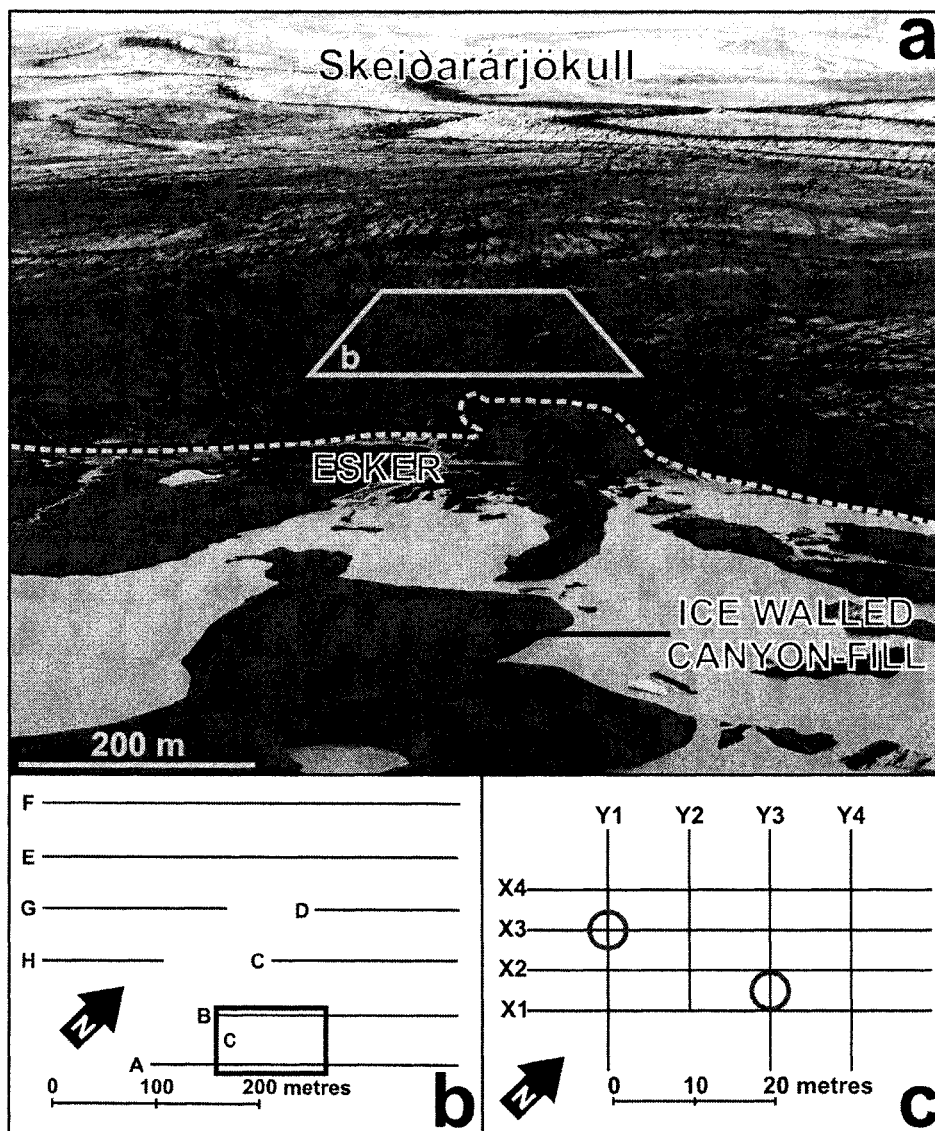 a
Skeiðarárjökull
b
ESKER
ICE WALLED
CANYON-FILL
200 m
F
E
G
D
H
C
B
C
A
N
0 100 200 metres
b
Y1 Y2 Y3 Y4
X4
X3
X2
X1
N
0 10 20 metres
c